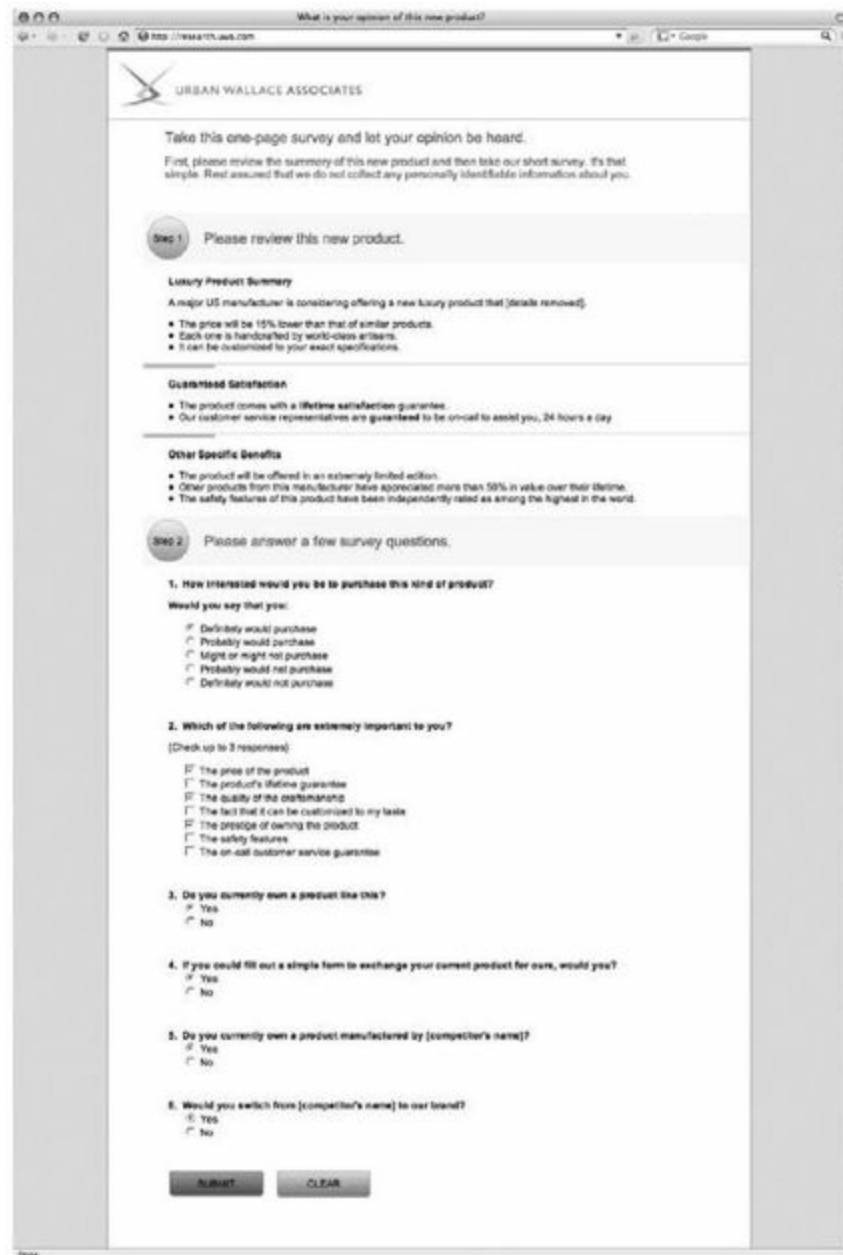 What is your opinion of this new product?
http://research.uwa.com
Google
URBAN WALLACE ASSOCIATES
Take this one-page survey and let your opinion be heard.
First, please review the summary of this new product and then take our short survey. It's that
simple. Rest assured that we do not collect any personally identifiable information about you.
Step 1
Please review this new product.
Luxury Product Summary
A major US manufacturer is considering offering a new luxury product that [details removed].
• The price will be 15% lower than that of similar products.
• Each one is handcrafted by world-class artisans.
• It can be customized to your exact specifications.
Guaranteed Satisfaction
• The product comes with a lifetime satisfaction guarantee.
• Our customer service representatives are guaranteed to be on-call to assist you, 24 hours a day
Other Specific Benefits
• The product will be offered in an extremely limited edition.
• Other products from this manufacturer have appreciated more than 50% in value over their lifetime.
• The safety features of this product have been independently rated as among the highest in the world.
Step 2
Please answer a few survey questions.
1. How interested would you be to purchase this kind of product?
Would you say that you:
Definitely would purchase
Probably would purchase
Might or might not purchase
Probably would not purchase
Definitely would not purchase
2. Which of the following are extremely important to you?
(Check up to 3 responses)
The price of the product
The product's lifetime guarantee
The quality of the craftsmanship
The fact that it can be customized to my taste
The prestige of owning the product
The safety features
The on-call customer service guarantee
3. Do you currently own a product like this?
Yes
No
4. If you could fill out a simple form to exchange your current product for ours, would you?
Yes
No
5. Do you currently own a product manufactured by [competitor's name]?
Yes
No
6. Would you switch from [competitor's name] to our brand?
Yes
No
SUBMIT
CLEAR
Done